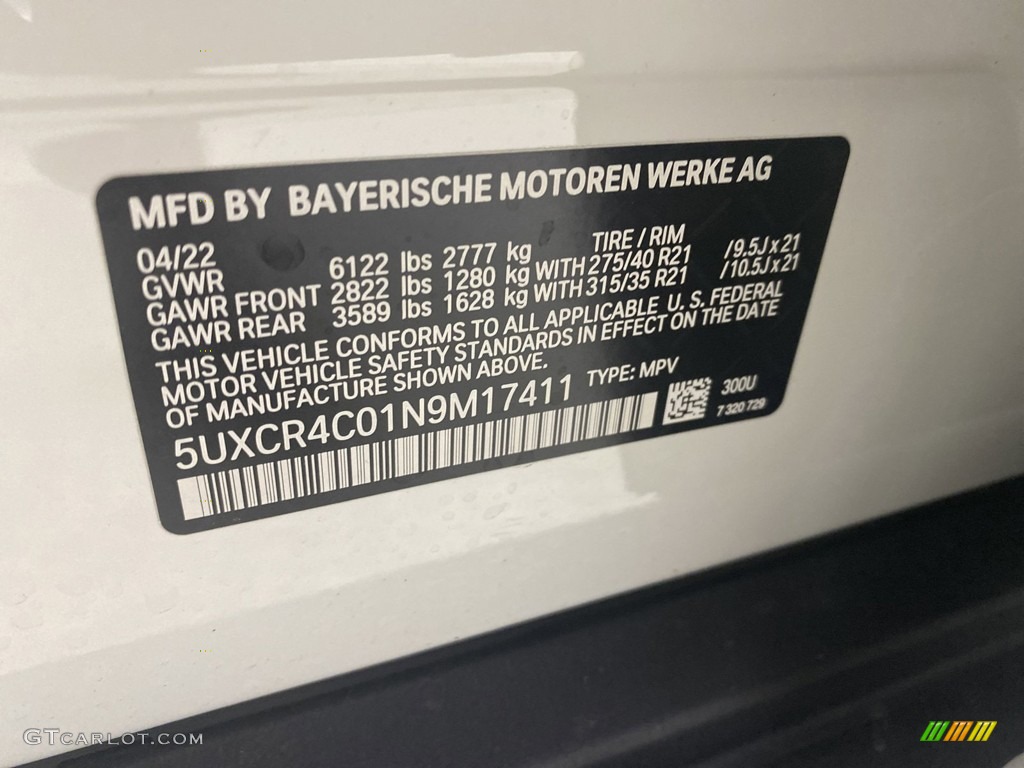 MFD BY BAYERISCHE MOTOREN WERKE AG
04/22 TIRE / RIM
GVWR 6122 lbs 2777 kg
GAWR FRONT 2822 lbs 1280 kg WITH 275/40 R21 /9.5J x 21
GAWR REAR 3589 lbs 1628 kg WITH 315/35 R21 /10.5J x 21
THIS VEHICLE CONFORMS TO ALL APPLICABLE U. S. FEDERAL
MOTOR VEHICLE SAFETY STANDARDS IN EFFECT ON THE DATE
OF MANUFACTURE SHOWN ABOVE.
5UXCR4C01N9M17411 TYPE: MPV
300U
7 320 729
GTcarlot.com